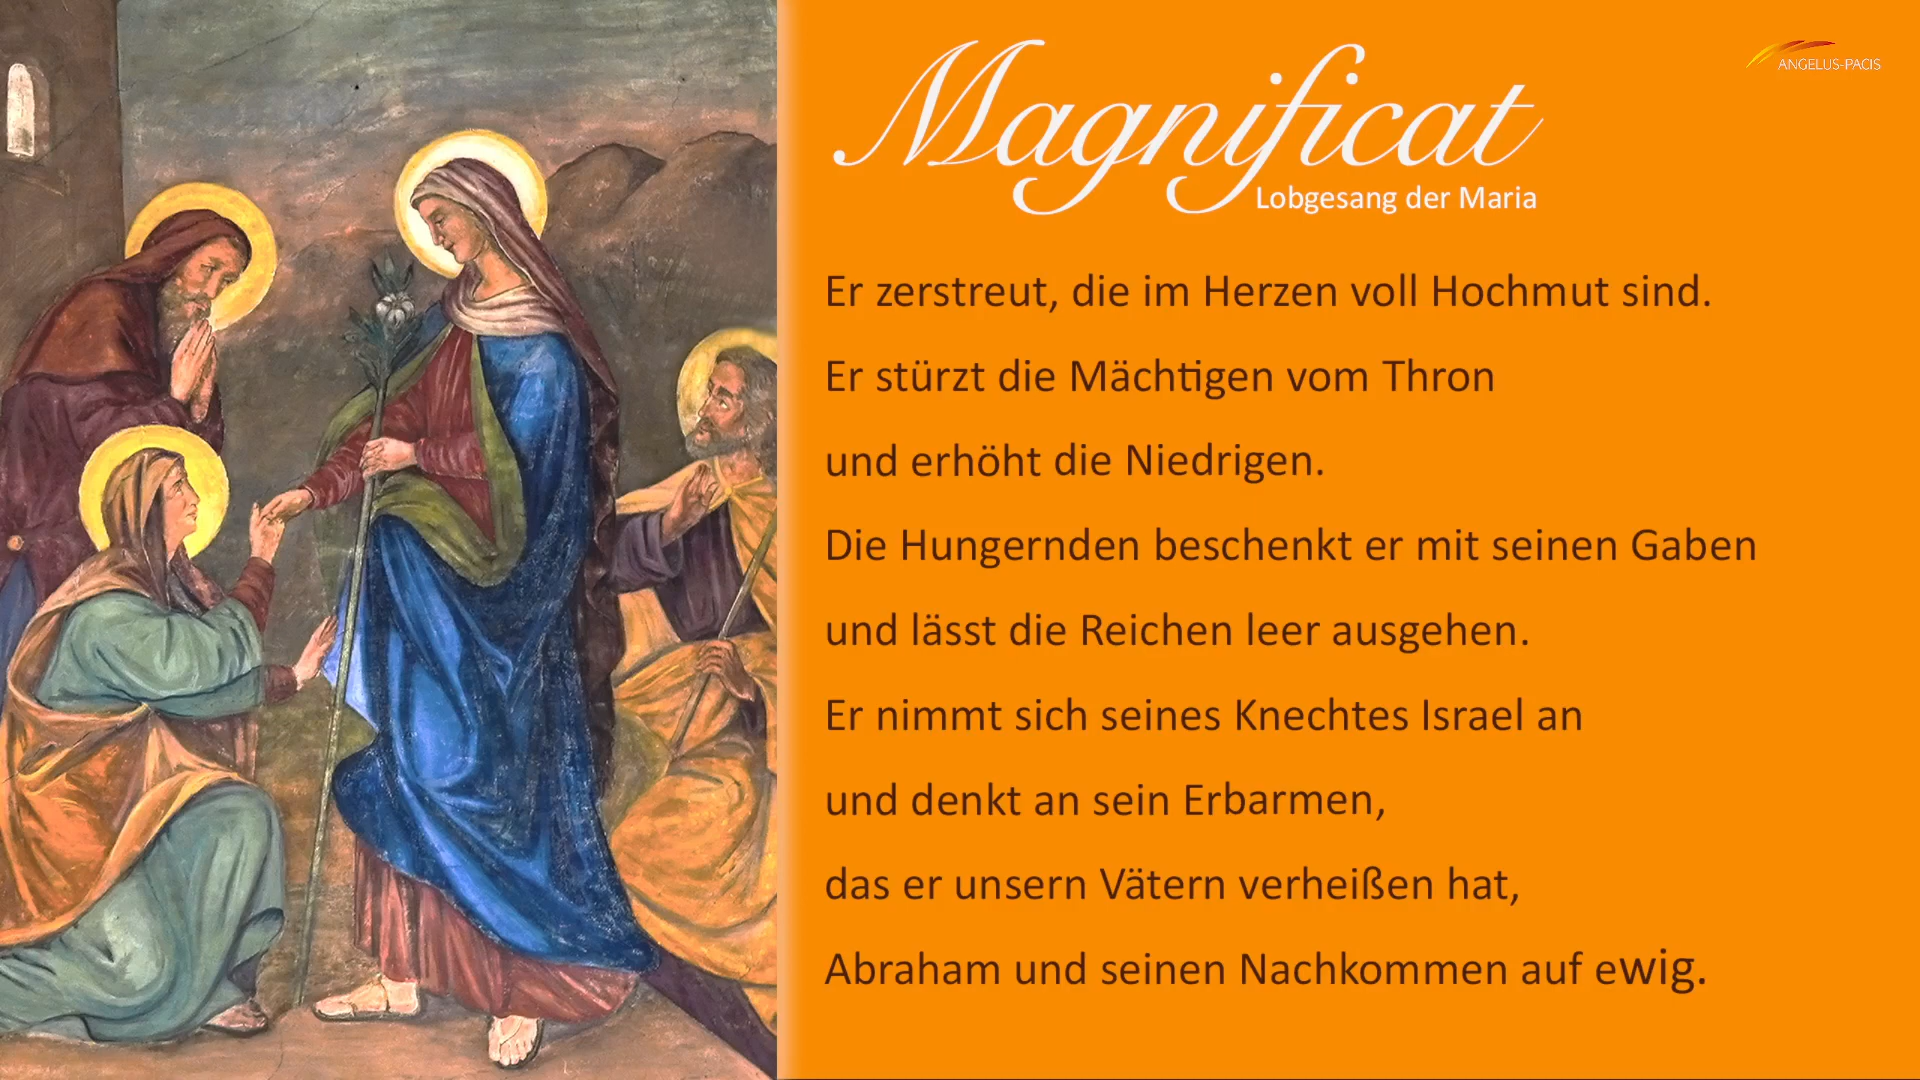 Magnificat
ANGELUS-PACIS
Lobgesang der Maria
Er zerstreut, die im Herzen voll Hochmut sind.
Er stürzt die Mächtigen vom Thron
und erhöht die Niedrigen.
Die Hungernden beschenkt er mit seinen Gaben
und lässt die Reichen leer ausgehen.
Er nimmt sich seines Knechtes Israel an
und denkt an sein Erbarmen,
das er unsern Vätern verheißen hat,
Abraham und seinen Nachkommen auf ewig.